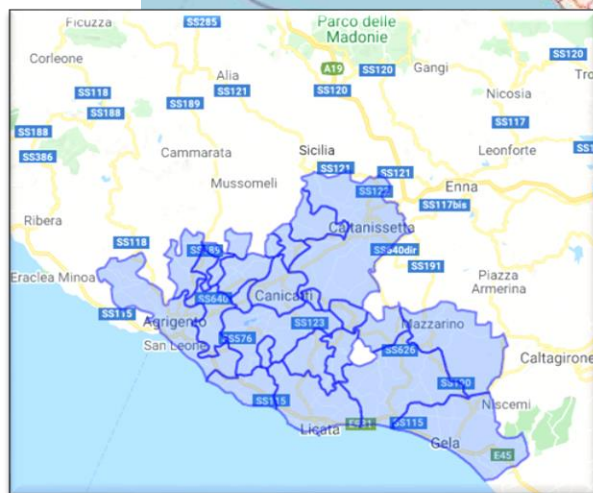 Ficuzza
SS285
Parco delle
Madonie
Corleone
Alia
A19
SS120
Gangi
SS120
SS118
SS121
SS120
Nicosia
SS188
SS189
SS117
SS188
SS386
Cammarata
Sicilia
Leonforte
SS121
SS121
Mussomeli
Enna
Ribera
SS117bis
Caltanissetta
SS118
SS640dir
SS191
Eraclea Minoa
Piazza
Armerina
SS640
Canicattì
SS115
Agrigento
SS123
Mazzarino
San Leone
SS576
SS626
Caltagirone
SS190
SS115
Niscemi
Licata
SS115
Gela
E45